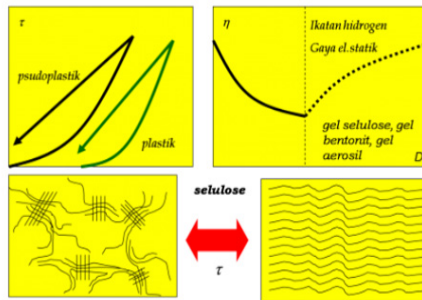 τ
psudoplastik
plastik
η
Ikatan hidrogen
Gaya el.statik
gel selulose, gel
bentonit, gel
aerosil
D
selulose
τ